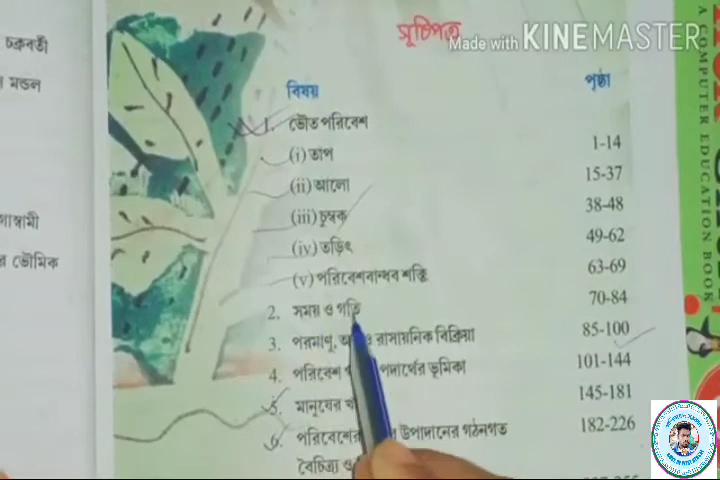 চক্রবর্তী
মন্ডল
গোস্বামী
ভৌমিক
সূচিপত্র
Made with KINEMASTER
বিষয় পৃষ্ঠা
1. ভৌত পরিবেশ
(i) তাপ 1-14
(ii) আলো 15-37
(iii) চুম্বক 38-48
(iv) তড়িৎ 49-62
(v) পরিবেশবান্ধব শক্তি 63-69
2. সময় ও গতি 70-84
3. পরমাণু, ও রাসায়নিক বিক্রিয়া 85-100
4. পরিবেশ পদার্থের ভূমিকা 101-144
5. মানুষের 145-181
6. পরিবেশের উপাদানের গঠনগত 182-226
বৈচিত্র্য ও
A COMPUTER EDUCATION BOOK